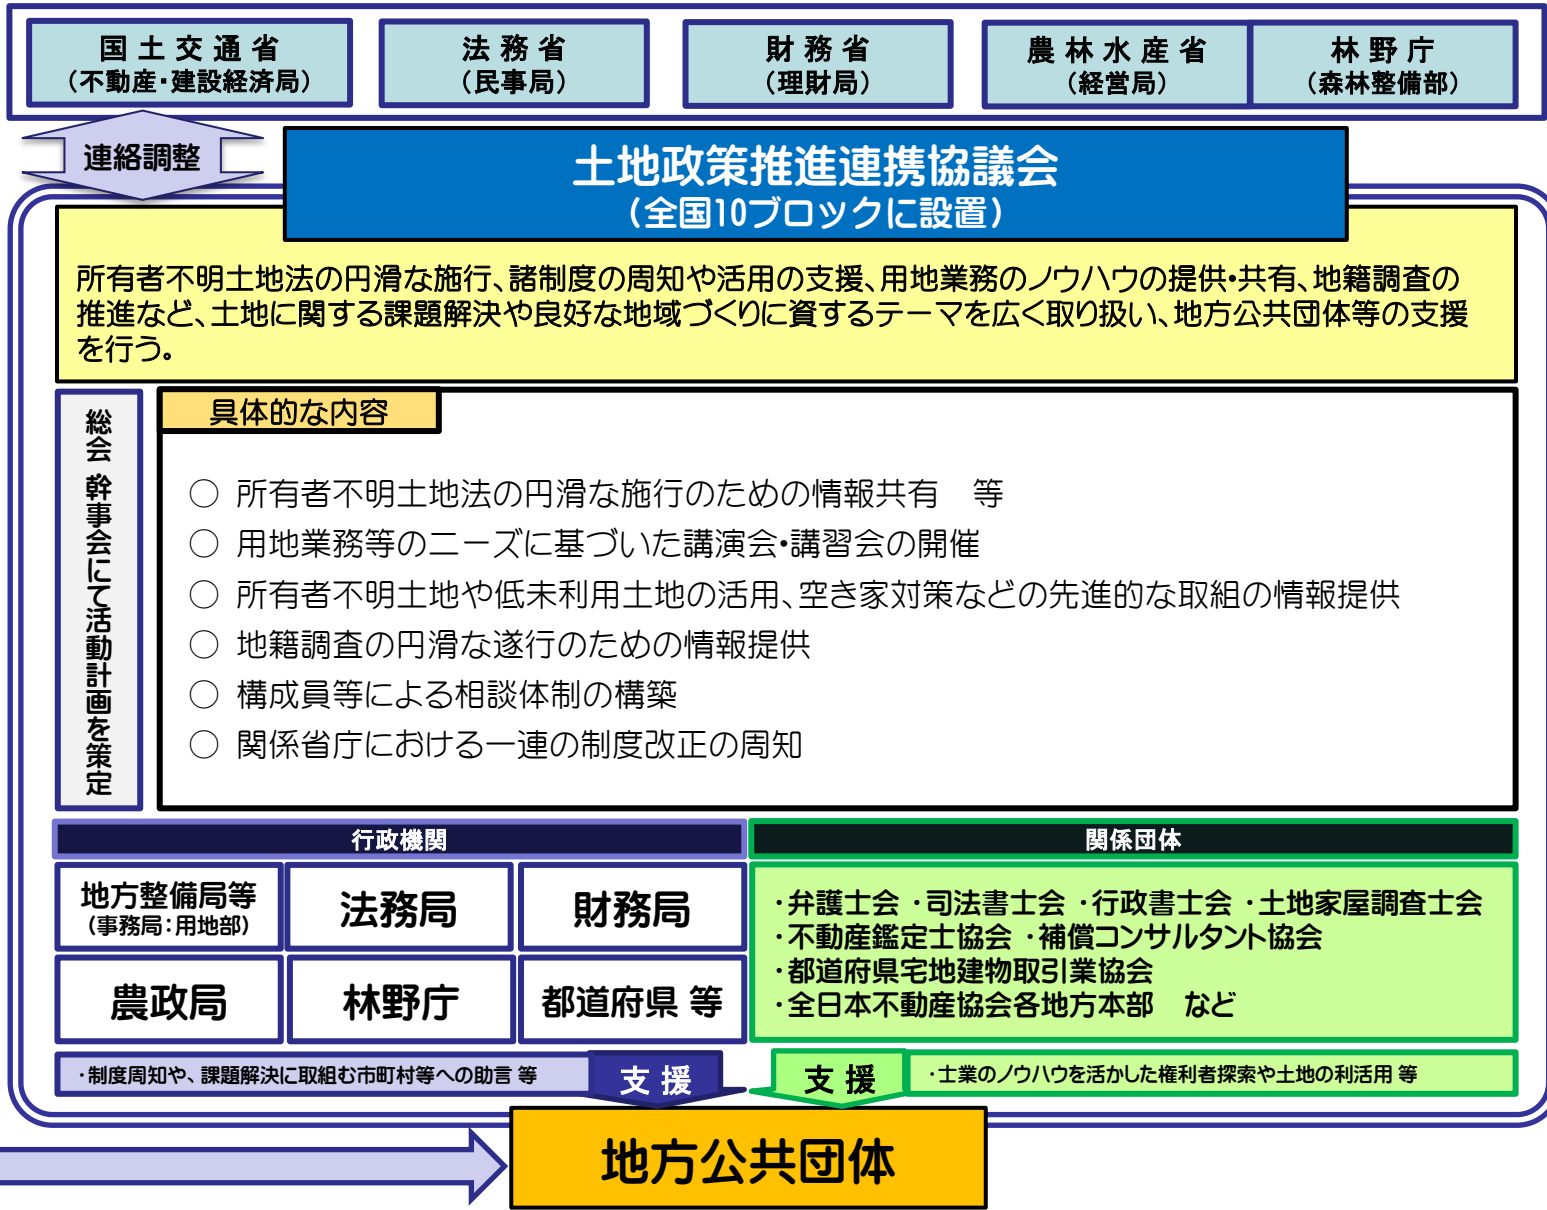 国土交通省
（不動産・建設経済局）
法務省
（民事局）
財務省
（理財局）
農林水産省
（経営局）
林野庁
（森林整備部）
連絡調整
土地政策推進連携協議会
（全国10ブロックに設置）
所有者不明土地法の円滑な施行、諸制度の周知や活用の支援、用地業務のノウハウの提供・共有、地籍調査の
推進など、土地に関する課題解決や良好な地域づくりに資するテーマを広く取り扱い、地方公共団体等の支援
を行う。
総会・幹事会にて活動計画を策定
具体的な内容
○ 所有者不明土地法の円滑な施行のための情報共有　等
○ 用地業務等のニーズに基づいた講演会・講習会の開催
○ 所有者不明土地や低未利用土地の活用、空き家対策などの先進的な取組の情報提供
○ 地籍調査の円滑な遂行のための情報提供
○ 構成員等による相談体制の構築
○ 関係省庁における一連の制度改正の周知
行政機関
地方整備局等
（事務局：用地部）
法務局
財務局
農政局
林野庁
都道府県 等
関係団体
・弁護士会 ・司法書士会 ・行政書士会 ・土地家屋調査士会
・不動産鑑定士協会 ・補償コンサルタント協会
・都道府県宅地建物取引業協会
・全日本不動産協会各地方本部　など
・制度周知や、課題解決に取組む市町村等への助言 等
支援
支援
・士業のノウハウを活かした権利者探索や土地の利活用 等
地方公共団体